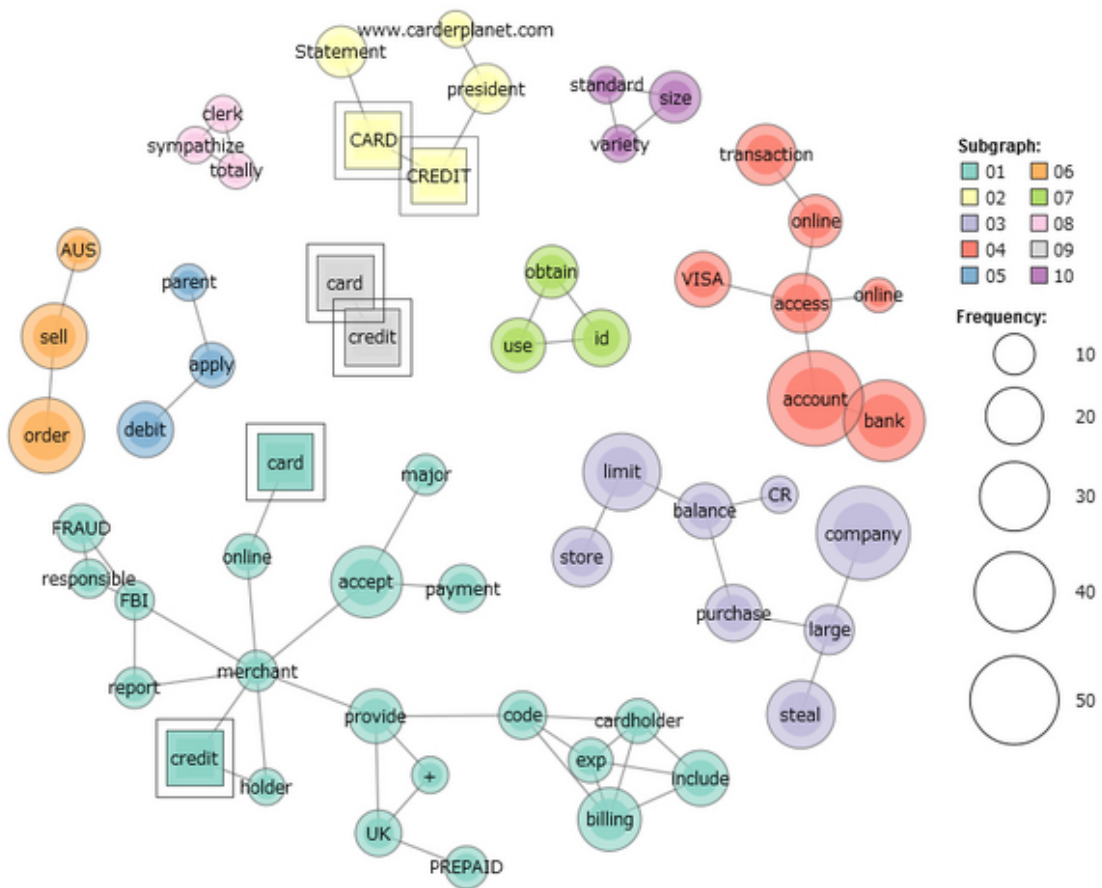 www.carderplanet.com
Statement
president
standard
size
clerk
CARD
sympathize
variety
totally
CREDIT
transaction
online
AUS
parent
card
obtain
VISA
access
online
sell
credit
use
id
apply
account
order
debit
bank
card
major
limit
balance
CR
FRAUD
online
store
company
responsible
FBI
accept
payment
purchase
large
merchant
report
provide
code
cardholder
steal
credit
holder
+
exp
include
billing
UK
PREPAID
Subgraph:
01 06
02 07
03 08
04 09
05 10
Frequency:
10
20
30
40
50